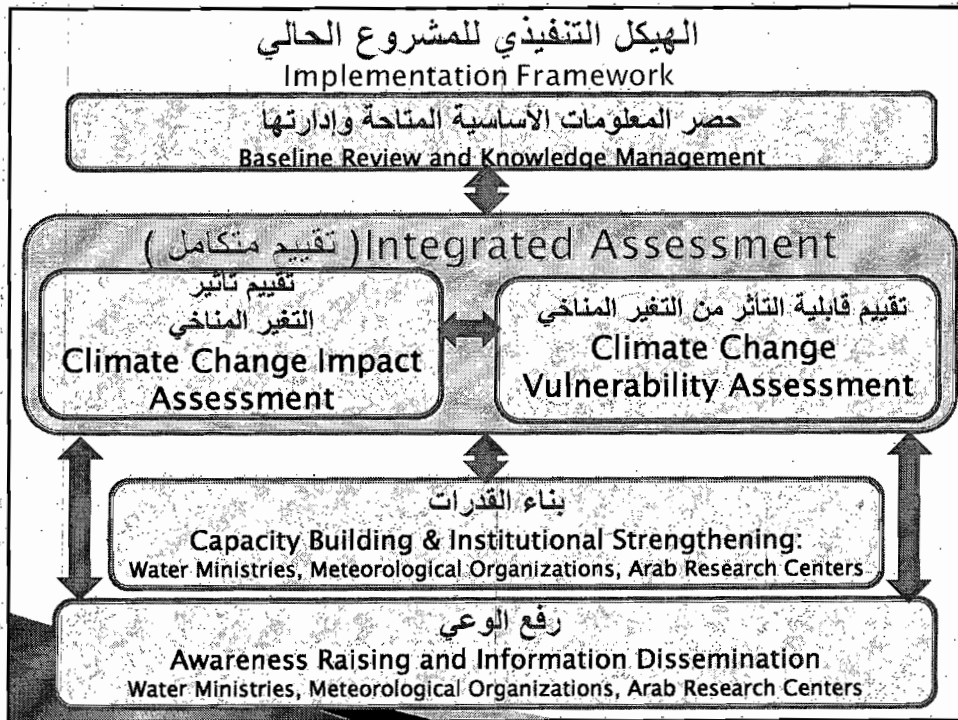 الهيكل التنفيذي للمشروع الحالي
Implementation Framework
حصر المعلومات الأساسية المتاحة وادارتها
Baseline Review and Knowledge Management
Integrated Assessment( تقييم متكامل )
تقييم تأثير
التغير المناخي
Climate Change Impact
Assessment
تقييم قابلية التأثر من التغير المناخي
Climate Change
Vulnerability Assessment
بناء القدرات
Capacity Building & Institutional Strengthening:
Water Ministries, Meteorological Organizations, Arab Research Centers
رفع الوعي
Awareness Raising and Information Dissemination
Water Ministries, Meteorological Organizations, Arab Research Centers